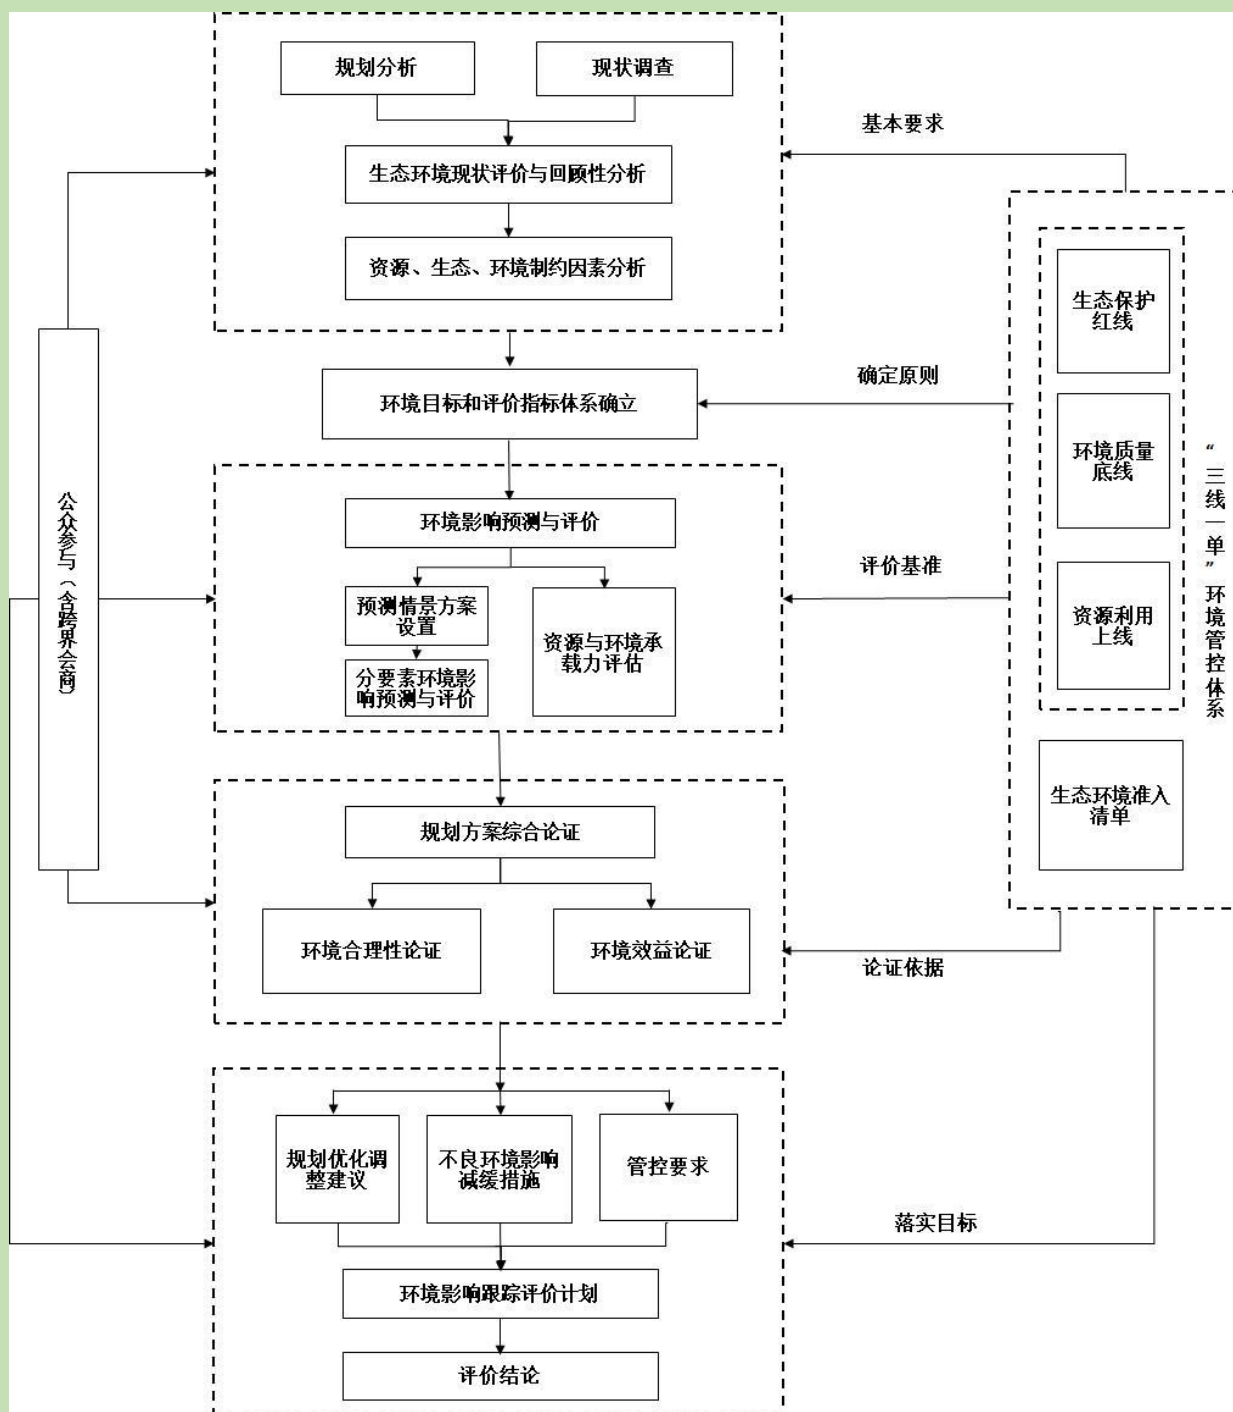 规划分析
现状调查
基本要求
生态环境现状评价与回顾性分析
资源、生态、环境制约因素分析
生态保护
红线
确定原则
环境目标和评价指标体系确立
环境质量
底线
“三线一单”环境管控体系
公众参与（含跨界会商）
环境影响预测与评价
评价基准
预测情景方案
设置
资源与环境承
载力评估
资源利用
上线
分要素环境影
响预测与评价
生态环境准入
清单
规划方案综合论证
环境合理性论证
环境效益论证
论证依据
规划优化调
整建议
不良环境影响
减缓措施
管控要求
落实目标
环境影响跟踪评价计划
评价结论